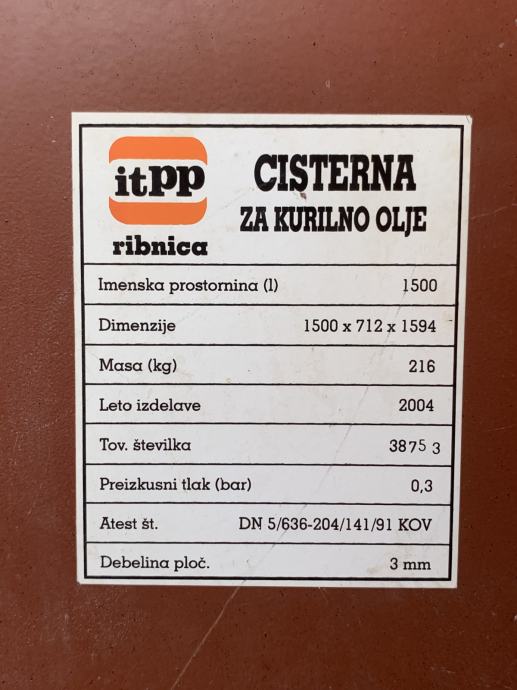 itpp
ribnica
CISTERNA
ZA KURILNO OLJE
Imenska prostornina (l) 1500
Dimenzije 1500 x 712 x 1594
Masa (kg) 216
Leto izdelave 2004
Tov. številka 3875 3
Preizkusni tlak (bar) 0,3
Atest št. DN 5/636-204/141/91 KOV
Debelina ploč. 3 mm